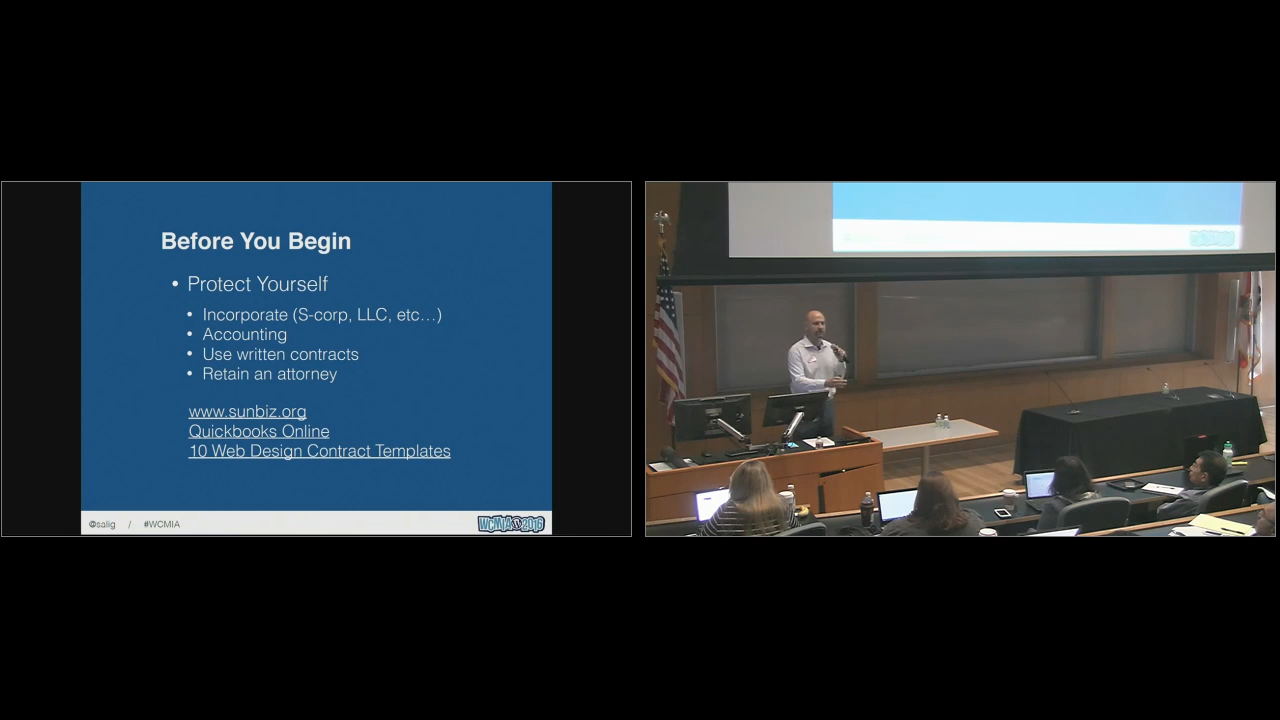 Before You Begin
• Protect Yourself
• Incorporate (S-corp, LLC, etc...)
• Accounting
• Use written contracts
• Retain an attorney
www.sunbiz.org
Quickbooks Online
10 Web Design Contract Templates
@salig / #WCMIA
WCMIA 2016